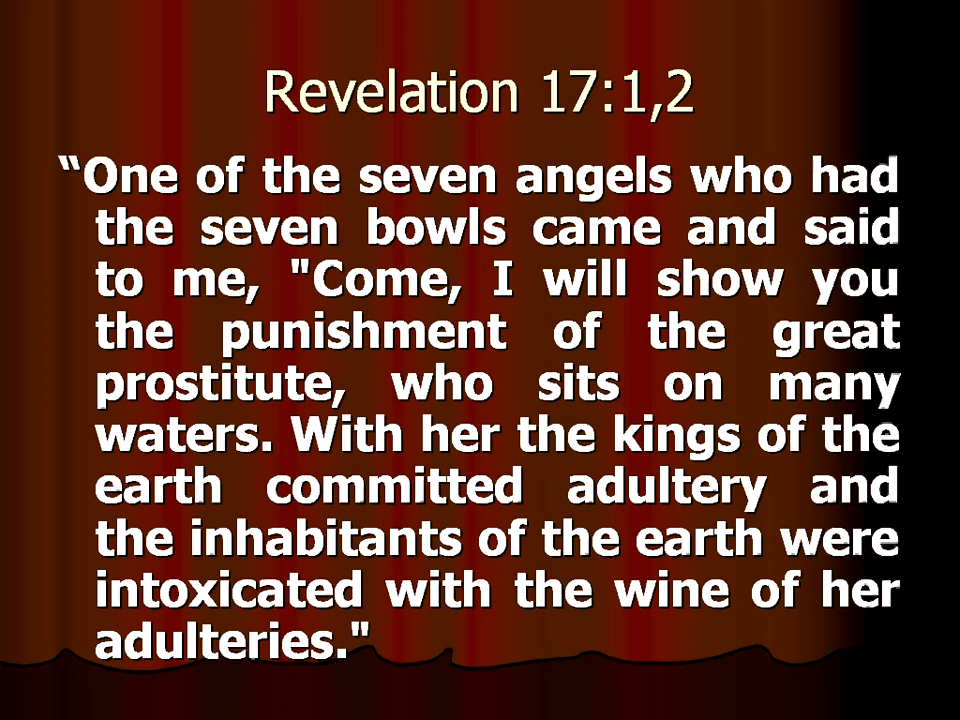 Revelation 17:1,2
“One of the seven angels who had
the seven bowls came and said
to me, "Come, I will show you
the punishment of the great
prostitute, who sits on many
waters. With her the kings of the
earth committed adultery and
the inhabitants of the earth were
intoxicated with the wine of her
adulteries."